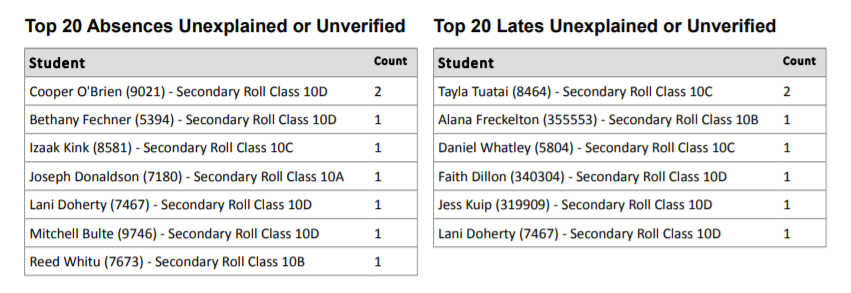 Top 20 Absences Unexplained or Unverified
Student Count
Cooper O'Brien (9021) - Secondary Roll Class 10D 2
Bethany Fechner (5394) - Secondary Roll Class 10D 1
Izaak Kink (8581) - Secondary Roll Class 10C 1
Joseph Donaldson (7180) - Secondary Roll Class 10A 1
Lani Doherty (7467) - Secondary Roll Class 10D 1
Mitchell Bulte (9746) - Secondary Roll Class 10D 1
Reed Whitu (7673) - Secondary Roll Class 10B 1
Top 20 Lates Unexplained or Unverified
Student Count
Tayla Tuatai (8464) - Secondary Roll Class 10C 2
Alana Freckelton (355553) - Secondary Roll Class 10B 1
Daniel Whatley (5804) - Secondary Roll Class 10C 1
Faith Dillon (340304) - Secondary Roll Class 10D 1
Jess Kuip (319909) - Secondary Roll Class 10D 1
Lani Doherty (7467) - Secondary Roll Class 10D 1